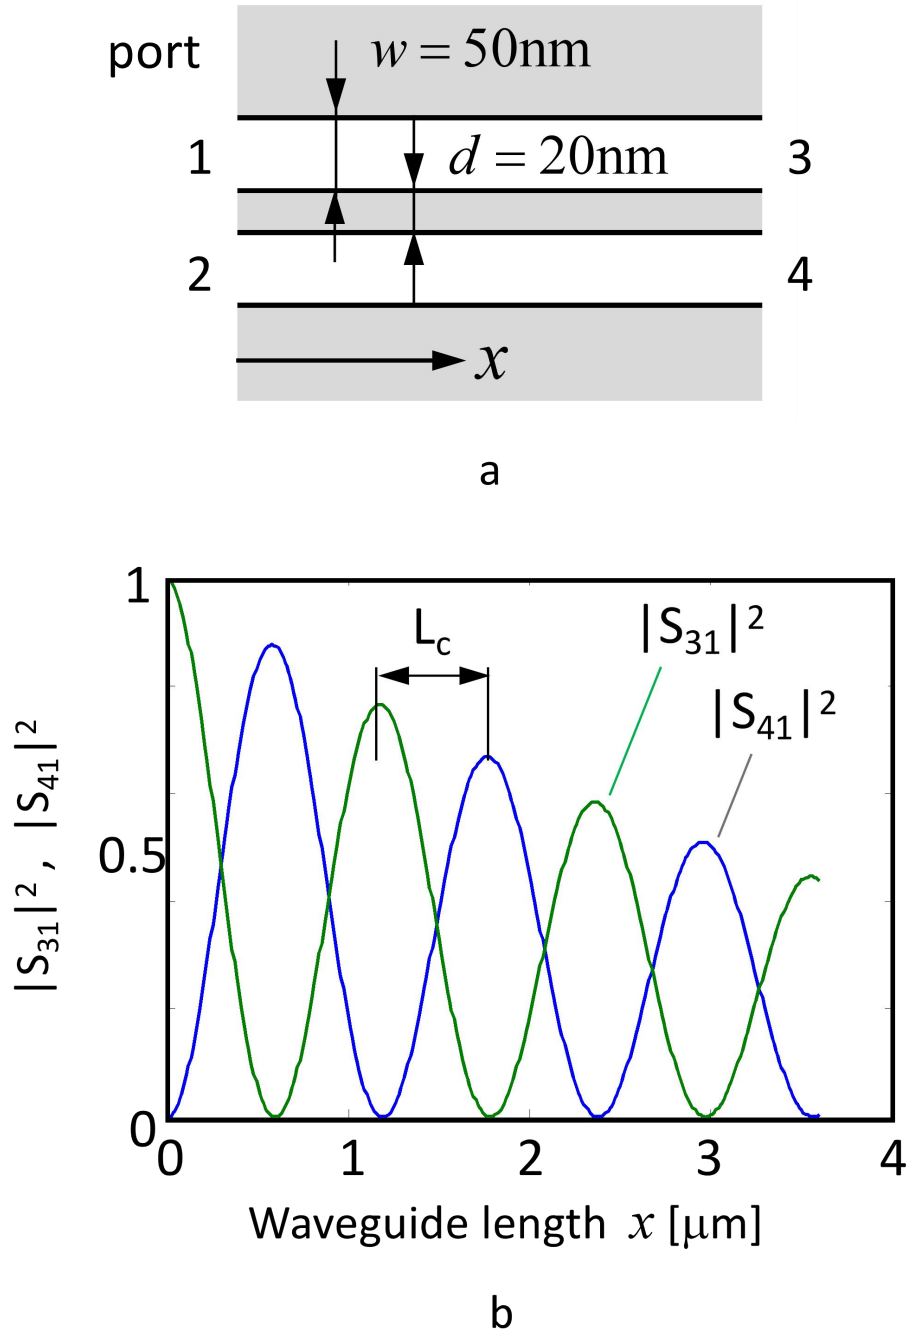 port
w = 50nm
1
d = 20nm
3
2
4
x
a
1
0.5
0
|S31|², |S41|²
Lc
|S31|²
|S41|²
0 1 2 3 4
Waveguide length x [μm]
b